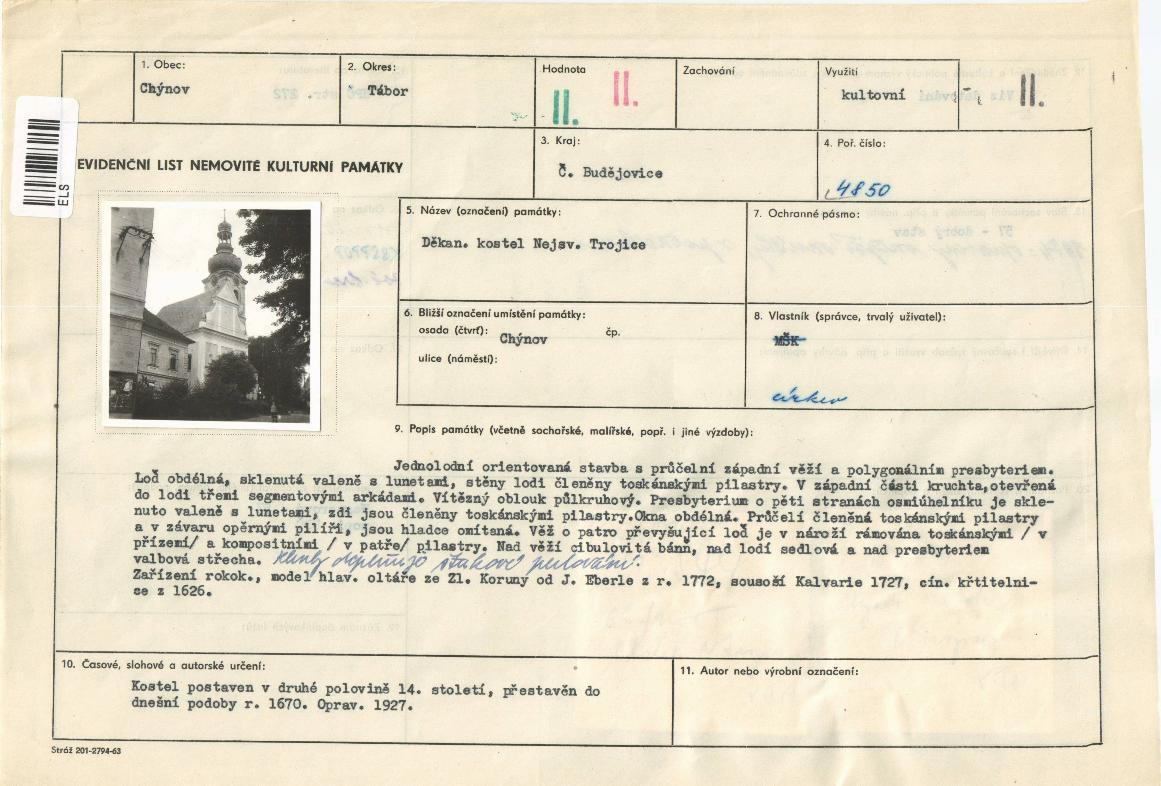 1. Obec:
Chýnov
2. Okres:
Tábor
Hodnota
II.
II.
Zachování
Využití
kultovní
II.
EVIDENČNÍ LIST NEMOVITÉ KULTURNÍ PAMÁTKY
3. Kraj:
Č. Budějovice
4. Poř. číslo:
4850
ELS
5. Název (označení) památky:
Děkan. kostel Nejsv. Trojice
7. Ochranné pásmo:
6. Bližší označení umístění památky:
osada (čtvrť): Chýnov čp.
ulice (náměstí):
8. Vlastník (správce, trvalý uživatel):
MŠK
církev
9. Popis památky (včetně sochařské, malířské, popř. i jiné výzdoby):
Jednolodní orientovaná stavba s průčelní západní věží a polygonálním presbyteriem.
Loď obdélná, sklenutá valeně s lunetami, stěny lodi členěny toskánskými pilastry. V západní části kruchta,otevřená
do lodi třemi segmentovými arkádami. Vítězný oblouk půlkruhový. Presbyterium o pěti stranách osmiúhelníku je skle-
nuto valeně s lunetami, zdi jsou členěny toskánskými pilastry.Okna obdélná. Průčelí členěná toskánskými pilastry
a v závaru opěrnými pilíři, jsou hladce omítaná. Věž o patro převyšující loď je v nároží rámována toskánskými / v
přízemí/ a kompositními / v patře/ pilastry. Nad věží cibulovitá bánn, nad lodí sedlová a nad presbyteriem
valbová střecha. Klenby doplňují štukové perlování.
Zařízení rokok., model hlav. oltáře ze Zl. Koruny od J. Eberle z r. 1772, sousoší Kalvarie 1727, cín. křtitelni-
ce z 1626.
10. Časové, slohové a autorské určení:
Kostel postaven v druhé polovině 14. století, přestavěn do
dnešní podoby r. 1670. Oprav. 1927.
11. Autor nebo výrobní označení:
Stráž 201-2794-63